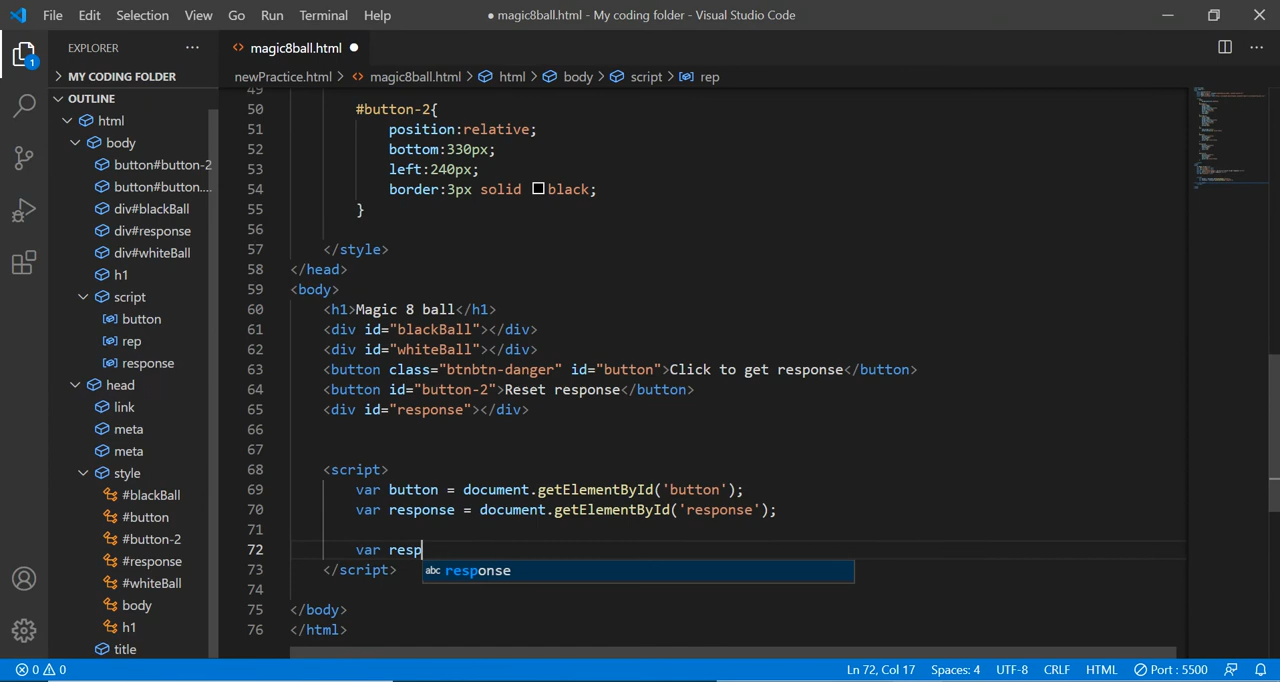 File Edit Selection View Go Run Terminal Help
● magic8ball.html - My coding folder - Visual Studio Code
EXPLORER ···
magic8ball.html ●
1
MY CODING FOLDER
newPractice.html > magic8ball.html > html > body > script > rep
OUTLINE
html
body
button#button-2
button#button....
div#blackBall
div#response
div#whiteBall
h1
script
button
rep
response
head
link
meta
meta
style
#blackBall
#button
#button-2
#response
#whiteBall
body
h1
title
49
50 #button-2{
51 position:relative;
52 bottom:330px;
53 left:240px;
54 border:3px solid black;
55 }
56
57 </style>
58 </head>
59 <body>
60 <h1>Magic 8 ball</h1>
61 <div id="blackBall"></div>
62 <div id="whiteBall"></div>
63 <button class="btnbtn-danger" id="button">Click to get response</button>
64 <button id="button-2">Reset response</button>
65 <div id="response"></div>
66
67
68 <script>
69 var button = document.getElementById('button');
70 var response = document.getElementById('response');
71
72 var resp
abc response
73 </script>
74
75 </body>
76 </html>
0 0
Ln 72, Col 17 Spaces: 4 UTF-8 CRLF HTML Port : 5500